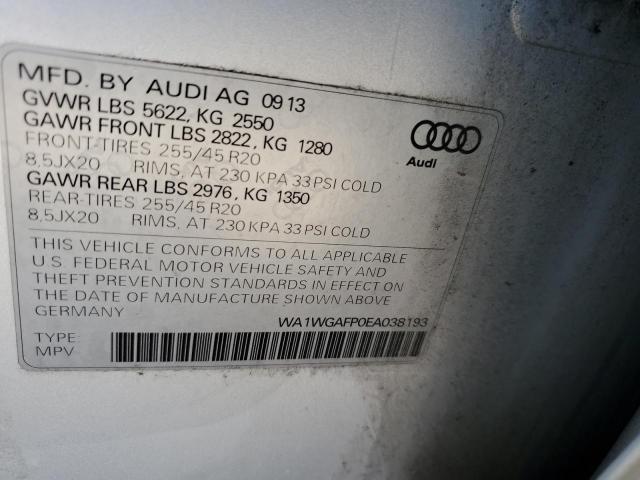 MFD. BY AUDI AG 09 13
GVWR LBS 5622, KG 2550
GAWR FRONT LBS 2822, KG 1280
FRONT-TIRES 255/45 R20
8,5JX20 RIMS, AT 230 KPA 33 PSI COLD
GAWR REAR LBS 2976, KG 1350
REAR-TIRES 255/45 R20
8,5JX20 RIMS, AT 230 KPA 33 PSI COLD
Audi
THIS VEHICLE CONFORMS TO ALL APPLICABLE
U.S. FEDERAL MOTOR VEHICLE SAFETY AND
THEFT PREVENTION STANDARDS IN EFFECT ON
THE DATE OF MANUFACTURE SHOWN ABOVE
GERMANY
WA1WGAFP0EA038193
TYPE:
MPV